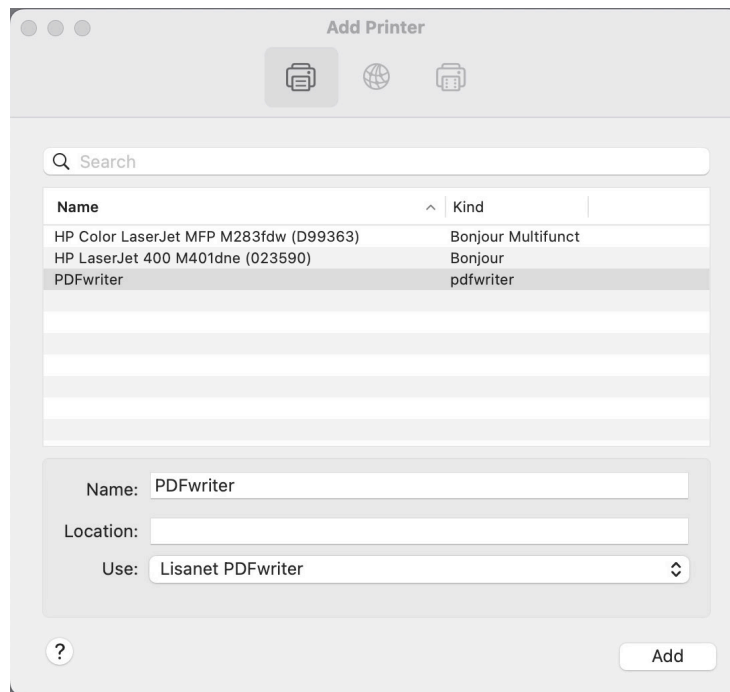 Add Printer
Search
Name Kind
HP Color LaserJet MFP M283fdw (D99363) Bonjour Multifunct
HP LaserJet 400 M401dne (023590) Bonjour
PDFwriter pdfwriter
Name: PDFwriter
Location:
Use: Lisanet PDFwriter
? Add